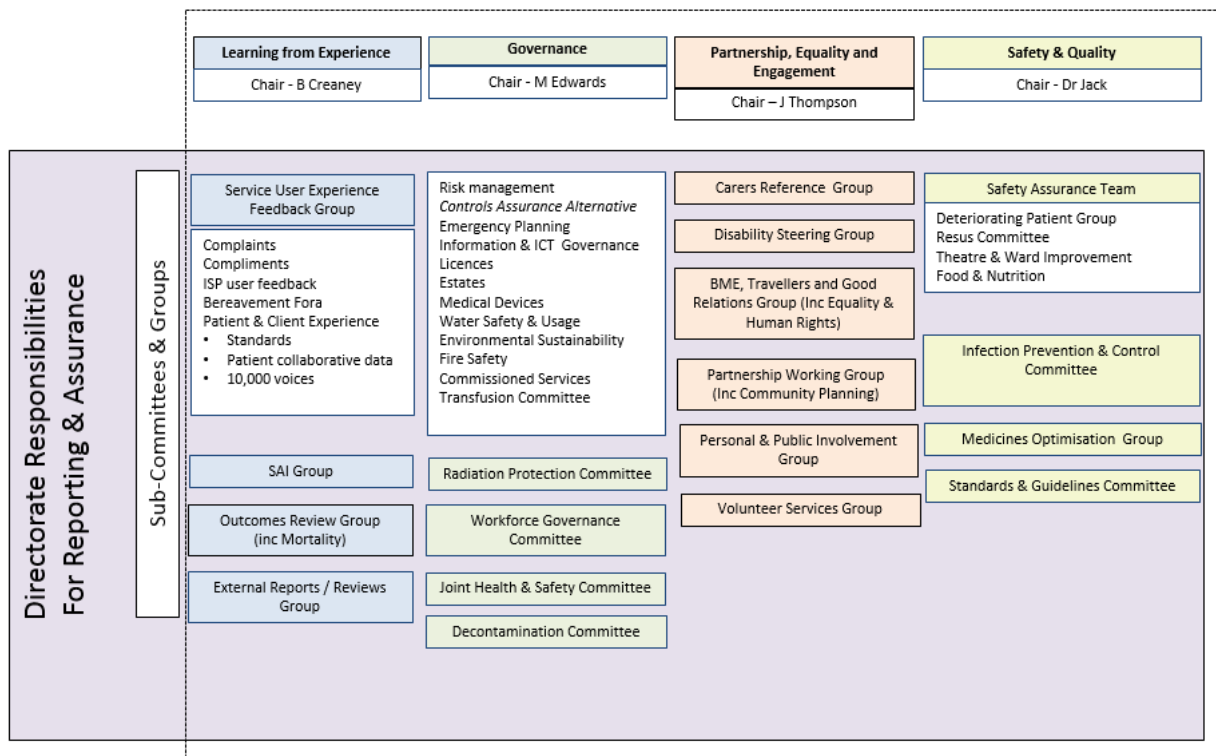 Learning from Experience
Chair - B Creaney
Governance
Chair - M Edwards
Partnership, Equality and
Engagement
Chair – J Thompson
Safety & Quality
Chair - Dr Jack
Directorate Responsibilities
For Reporting & Assurance
Sub-Committees & Groups
Service User Experience
Feedback Group
Complaints
Compliments
ISP user feedback
Bereavement Fora
Patient & Client Experience
• Standards
• Patient collaborative data
• 10,000 voices
SAI Group
Outcomes Review Group
(inc Mortality)
External Reports / Reviews
Group
Risk management
Controls Assurance Alternative
Emergency Planning
Information & ICT Governance
Licences
Estates
Medical Devices
Water Safety & Usage
Environmental Sustainability
Fire Safety
Commissioned Services
Transfusion Committee
Radiation Protection Committee
Workforce Governance
Committee
Joint Health & Safety Committee
Decontamination Committee
Carers Reference Group
Disability Steering Group
BME, Travellers and Good
Relations Group (Inc Equality &
Human Rights)
Partnership Working Group
(Inc Community Planning)
Personal & Public Involvement
Group
Volunteer Services Group
Safety Assurance Team
Deteriorating Patient Group
Resus Committee
Theatre & Ward Improvement
Food & Nutrition
Infection Prevention & Control
Committee
Medicines Optimisation Group
Standards & Guidelines Committee